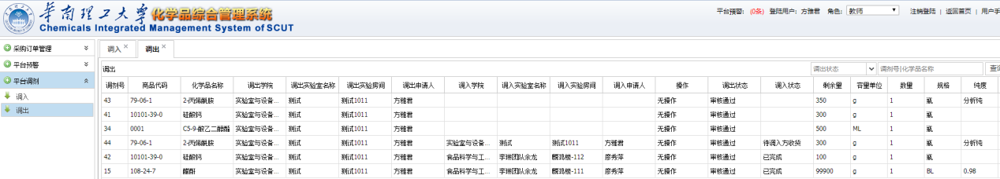 华南理工大学 化学品综合管理系统
Chemicals Integrated Management System of SCUT
平台预警: (0条) 登陆用户: 方雅君 角色: 教师 注销登陆 | 返回首页 | 用户手
采购订单管理
平台预警
平台调剂
调入
调出
调入 × 调出 ×
调出 调出状态 调剂号|化学品名称 查询
调剂号 商品代码 化学品名称 调出学院 调出实验室名称 调出实验房间 调出申请人 调入学院 调入实验室名称 调入实验房间 调入申请人 操作 调出状态 调入状态 剩余量 容量单位 数量 规格 纯度
43 79-06-1 2-丙烯酰胺 实验室与设备... 测试 测试1011 方雅君 无操作 审核通过 350 g 1 瓶 分析纯
41 10101-39-0 硅酸钙 实验室与设备... 测试 测试1011 方雅君 无操作 审核通过 300 g 1 瓶
34 0001 C5-9-酸乙二醇酯 实验室与设备... 测试 测试1011 方雅君 无操作 审核通过 500 ML 1 瓶
44 79-06-1 2-丙烯酰胺 实验室与设备... 测试 测试1011 方雅君 实验室与设备... 测试 测试1011 方雅君 无操作 审核通过 待调入方收货 300 g 1 瓶 分析纯
42 10101-39-0 硅酸钙 实验室与设备... 测试 测试1011 方雅君 食品科学与工... 李琳团队余龙 麟鸿楼-112 廖秀萍 无操作 审核通过 已完成 100 g 1 瓶
15 108-24-7 醋酐 实验室与设备... 测试 测试1011 方雅君 食品科学与工... 李琳团队余龙 麟鸿楼-111 廖秀萍 无操作 审核通过 已完成 99900 g 1 BL 0.98